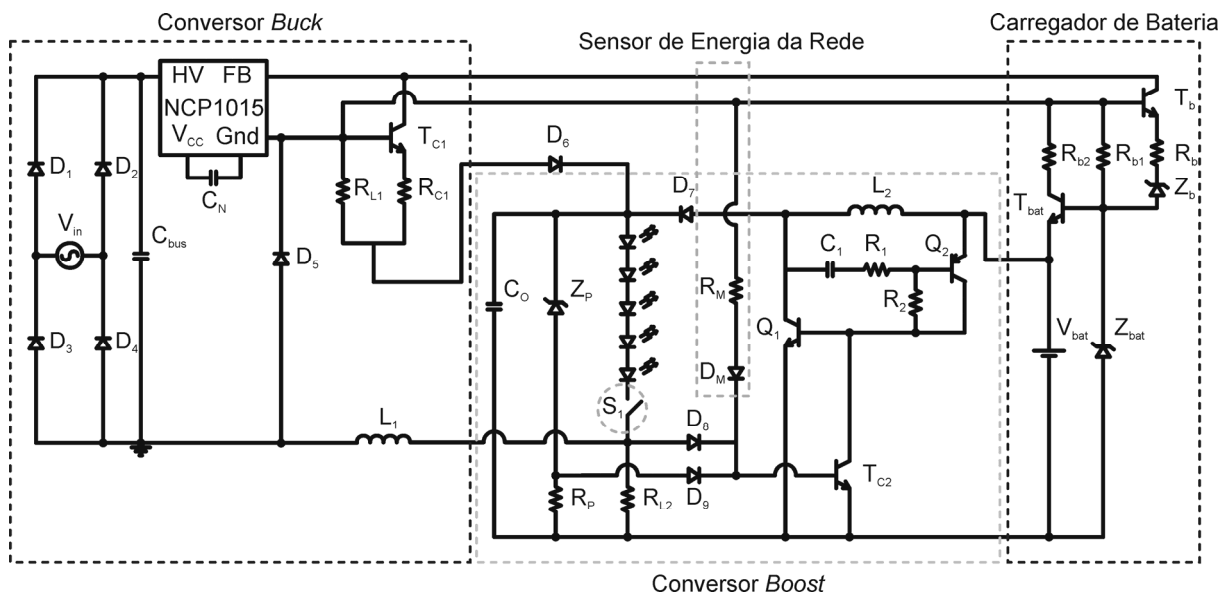 Conversor Buck
Sensor de Energia da Rede
Carregador de Bateria
HV FB
NCP1015
VCC Gnd
CN
D1
D2
Vin
Cbus
D3
D4
D5
RL1
RC1
TC1
D6
L1
CO
ZP
RP
S1
RL2
D7
D8
D9
RM
DM
L2
C1
R1
R2
Q1
Q2
TC2
Tb
Rb2
Rb1
Rb
Zb
Tbat
Vbat
Zbat
Conversor Boost